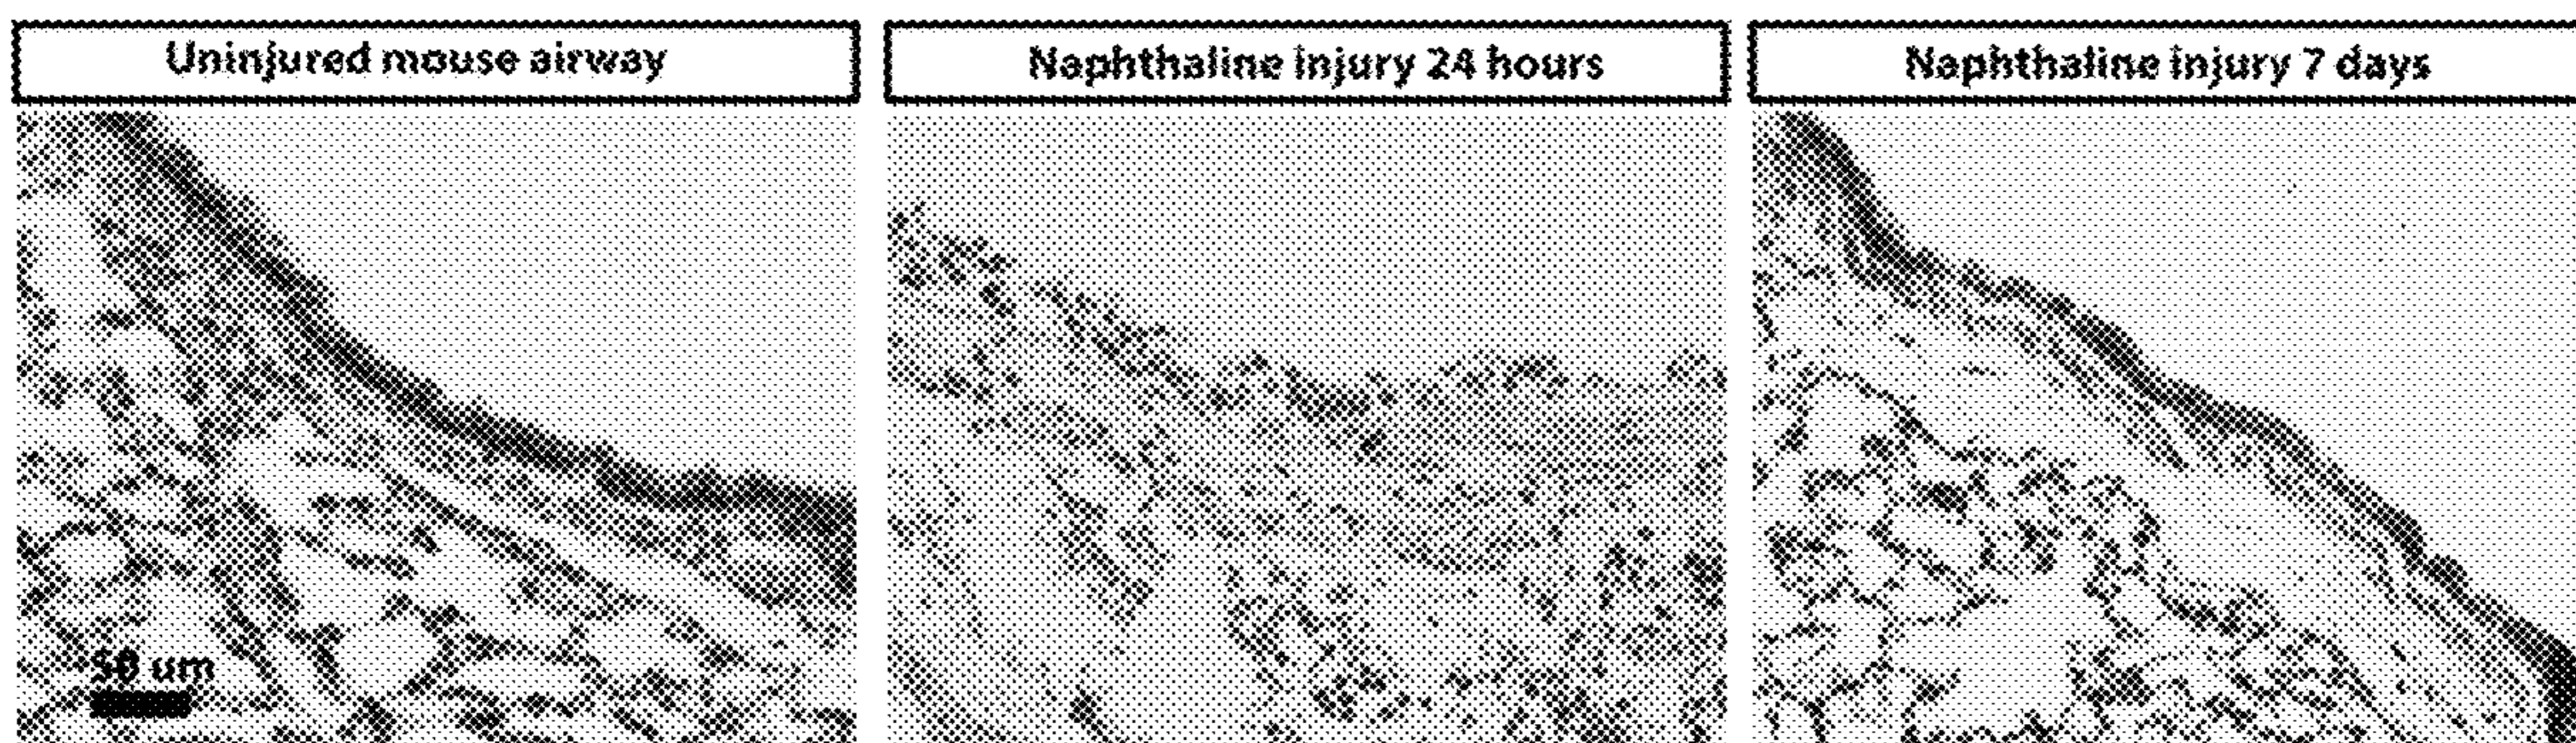 Uninjured mouse airway
Naphthaline injury 24 hours
Naphthaline injury 7 days
50 um